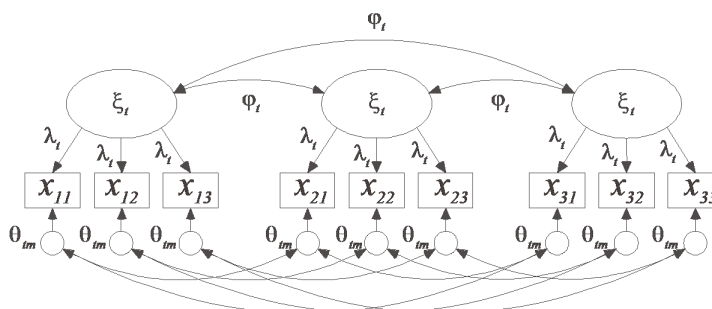 φt
ξt ξt ξt
φt φt
λt λt λt λt λt λt λt λt λt
x11 x12 x13 x21 x22 x23 x31 x32 x33
θtm θtm θtm θtm θtm θtm θtm θtm θtm